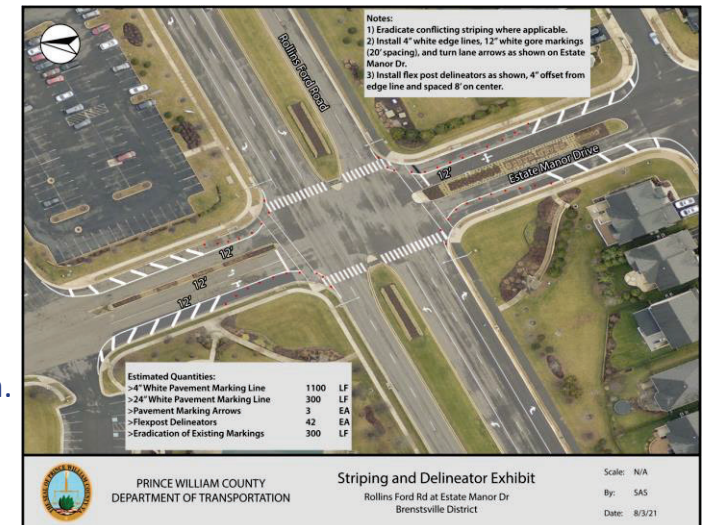 Notes:
1) Eradicate conflicting striping where applicable.
2) Install 4" white edge lines, 12" white gore markings
(20' spacing), and turn lane arrows as shown on Estate
Manor Dr.
3) Install flex post delineators as shown, 4" offset from
edge line and spaced 8' on center.
Rollins Ford Road
12'
Estate Manor Drive
12'
12'
12'
Estimated Quantities:
>4" White Pavement Marking Line 1100 LF
>24" White Pavement Marking Line 300 LF
>Pavement Marking Arrows 3 EA
>Flexpost Delineators 42 EA
>Eradication of Existing Markings 300 LF
PRINCE WILLIAM COUNTY
DEPARTMENT OF TRANSPORTATION
Striping and Delineator Exhibit
Rollins Ford Rd at Estate Manor Dr
Brenstsville District
Scale: N/A
By: SAS
Date: 8/3/21